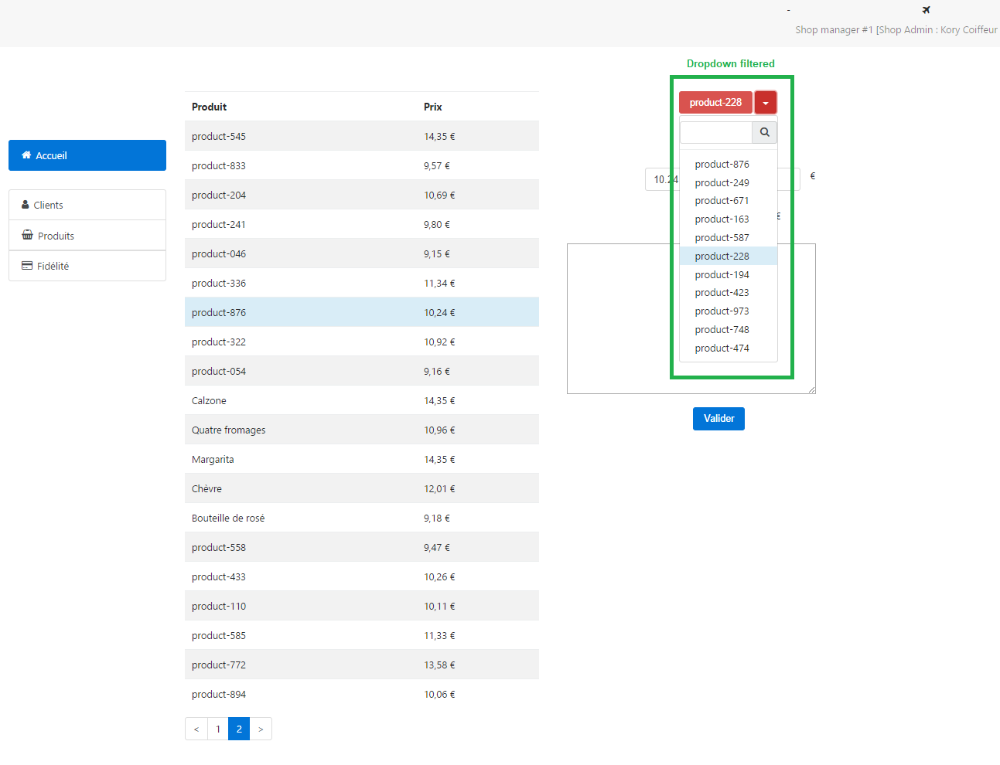 -
Shop manager #1 [Shop Admin : Kory Coiffeur
Accueil
Clients
Produits
Fidélité
Produit Prix
product-545 14,35 €
product-833 9,57 €
product-204 10,69 €
product-241 9,80 €
product-046 9,15 €
product-336 11,34 €
product-876 10,24 €
product-322 10,92 €
product-054 9,16 €
Calzone 14,35 €
Quatre fromages 10,96 €
Margarita 14,35 €
Chèvre 12,01 €
Bouteille de rosé 9,18 €
product-558 9,47 €
product-433 10,26 €
product-110 10,11 €
product-585 11,33 €
product-772 13,58 €
product-894 10,06 €
< 1 2 >
Dropdown filtered
product-228
product-876
product-249
product-671
product-163
product-587
product-228
product-194
product-423
product-973
product-748
product-474
10.24 €
€
Valider